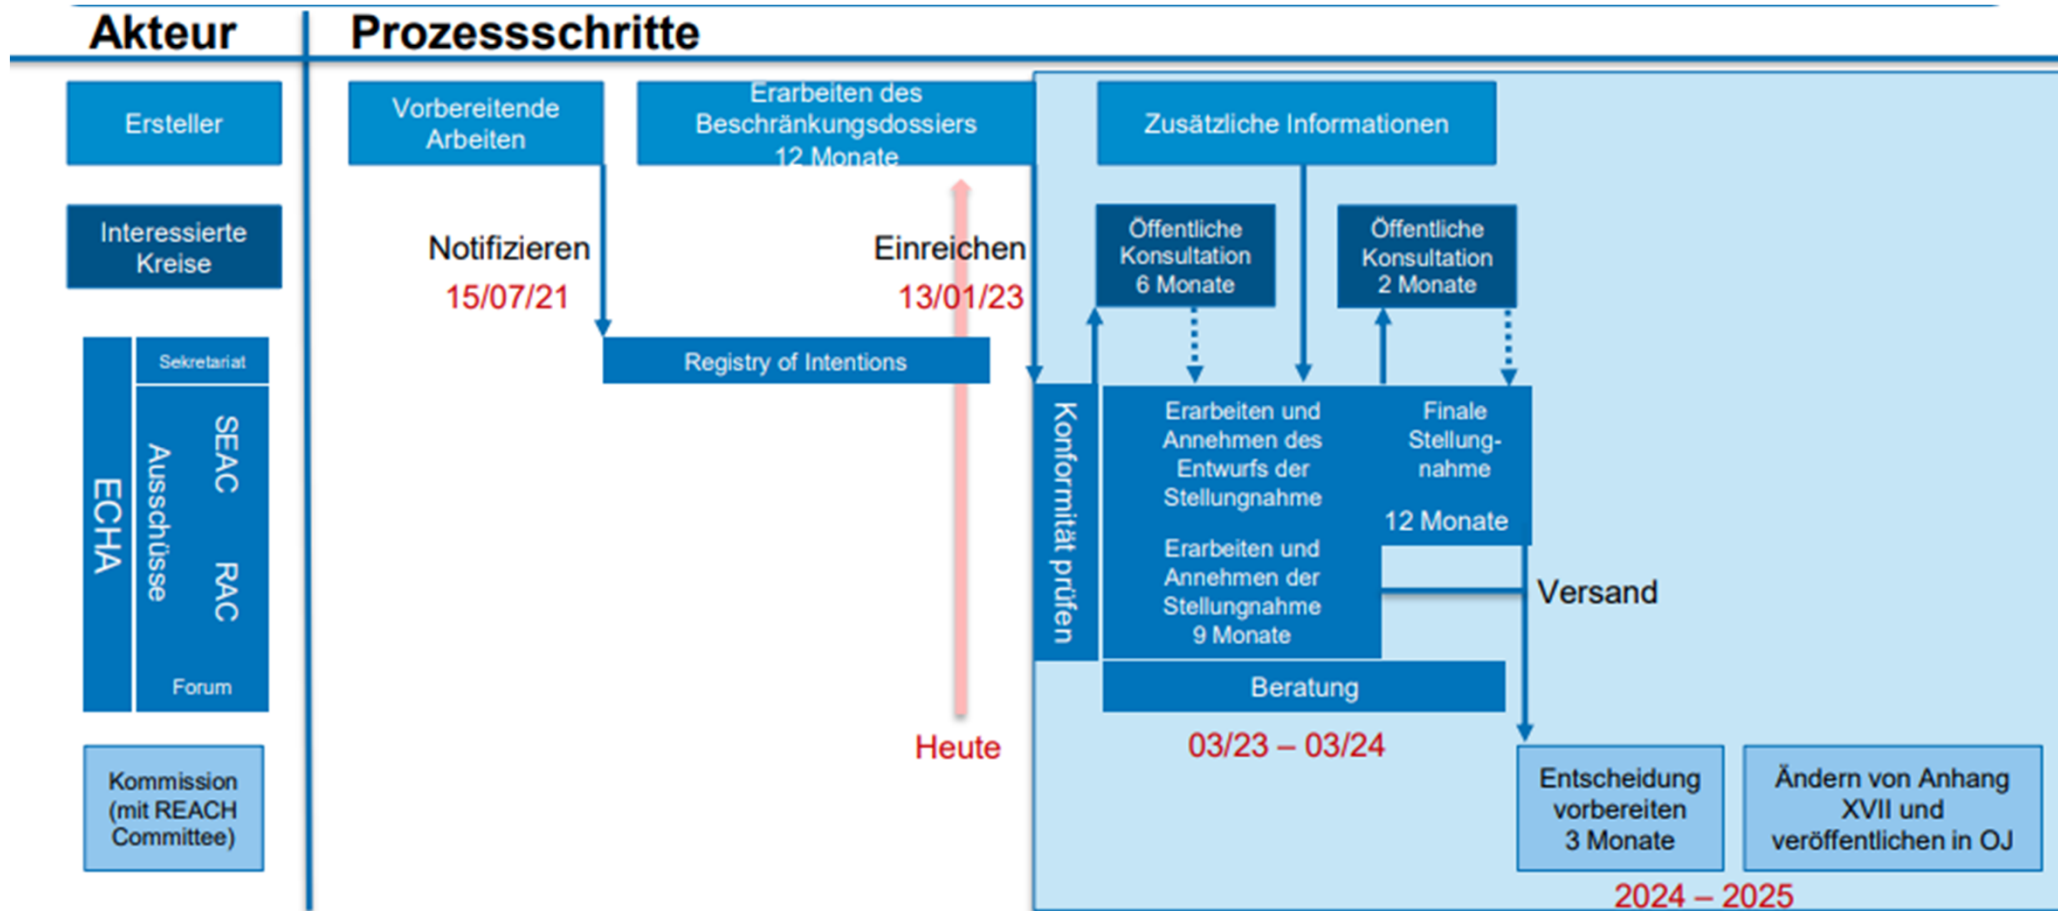 Akteur
Prozessschritte
Ersteller
Vorbereitende
Arbeiten
Erarbeiten des
Beschränkungsdossiers
12 Monate
Zusätzliche Informationen
Interessierte
Kreise
Notifizieren
15/07/21
Einreichen
13/01/23
Öffentliche
Konsultation
6 Monate
Öffentliche
Konsultation
2 Monate
ECHA
Sekretariat
Ausschüsse
SEAC
RAC
Forum
Registry of Intentions
Konformität prüfen
Erarbeiten und
Annehmen des
Entwurfs der
Stellungnahme
Erarbeiten und
Annehmen der
Stellungnahme
9 Monate
Finale
Stellung-
nahme
12 Monate
Versand
Beratung
Heute
03/23 – 03/24
Kommission
(mit REACH
Committee)
Entscheidung
vorbereiten
3 Monate
Ändern von Anhang
XVII und
veröffentlichen in OJ
2024 – 2025